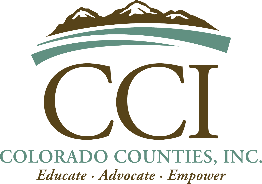 CCI
COLORADO COUNTIES, INC.
Educate · Advocate · Empower